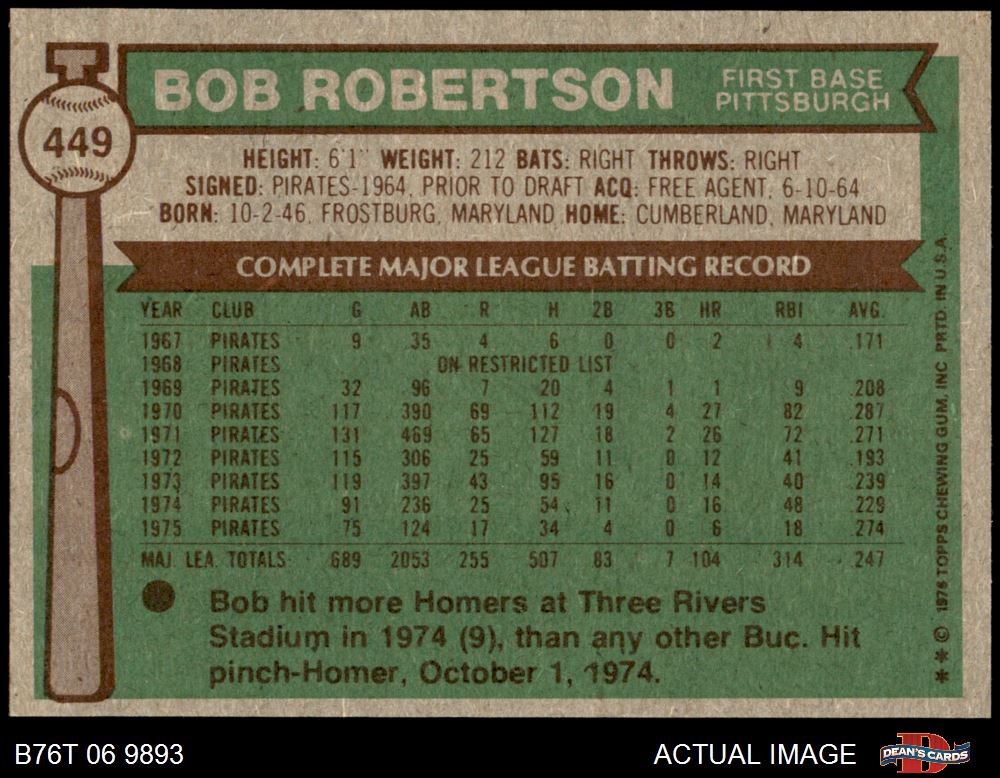 449
BOB ROBERTSON
FIRST BASE
PITTSBURGH
HEIGHT: 6'1" WEIGHT: 212 BATS: RIGHT THROWS: RIGHT
SIGNED: PIRATES-1964, PRIOR TO DRAFT ACQ: FREE AGENT, 6-10-64
BORN: 10-2-46, FROSTBURG, MARYLAND HOME: CUMBERLAND, MARYLAND
COMPLETE MAJOR LEAGUE BATTING RECORD
YEAR CLUB G AB R H 2B 3B HR RBI AVG.
1967 PIRATES 9 35 4 6 0 0 2 4 .171
1968 PIRATES ON RESTRICTED LIST
1969 PIRATES 32 96 7 20 4 1 1 9 .208
1970 PIRATES 117 390 69 112 19 4 27 82 .287
1971 PIRATES 131 469 65 127 18 2 26 72 .271
1972 PIRATES 115 306 25 59 11 0 12 41 .193
1973 PIRATES 119 397 43 95 16 0 14 40 .239
1974 PIRATES 91 236 25 54 11 0 16 48 .229
1975 PIRATES 75 124 17 34 4 0 6 18 .274
MAJ. LEA. TOTALS 689 2053 255 507 83 7 104 314 .247
Bob hit more Homers at Three Rivers
Stadium in 1974 (9), than any other Buc. Hit
pinch-Homer, October 1, 1974.
** © 1976 TOPPS CHEWING GUM, INC. PRTD. IN U.S.A.
B76T 06 9893
ACTUAL IMAGE
D
DEAN'S CARDS